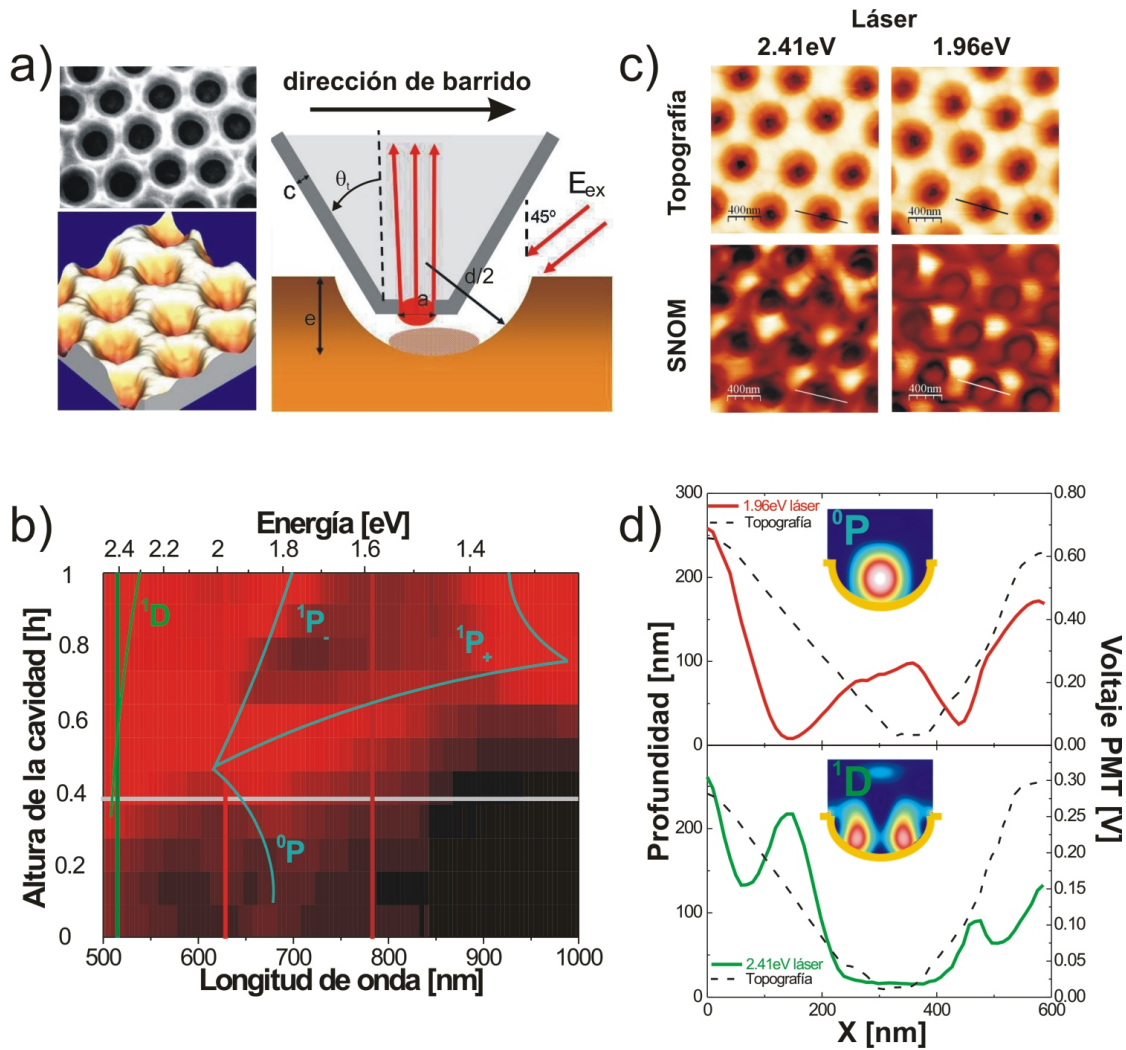 a)
dirección de barrido
c
θt
45º
Eex
d/2
e
a
c)
Láser
2.41eV
1.96eV
Topografía
400nm
400nm
SNOM
400nm
400nm
b)
Energía [eV]
2.4
2.2
2
1.8
1.6
1.4
Altura de la cavidad [h]
1
0.8
0.6
0.4
0.2
0
1D
1P-
1P+
0P
500
600
700
800
900
1000
Longitud de onda [nm]
d)
Profundidad [nm]
300
200
100
0
1.96eV láser
Topografía
0P
0.80
0.60
0.40
0.20
0.00
Voltaje PMT [V]
200
100
0
1D
2.41eV láser
Topografía
0.30
0.25
0.20
0.15
0.10
0.05
0.00
0
200
400
600
X [nm]